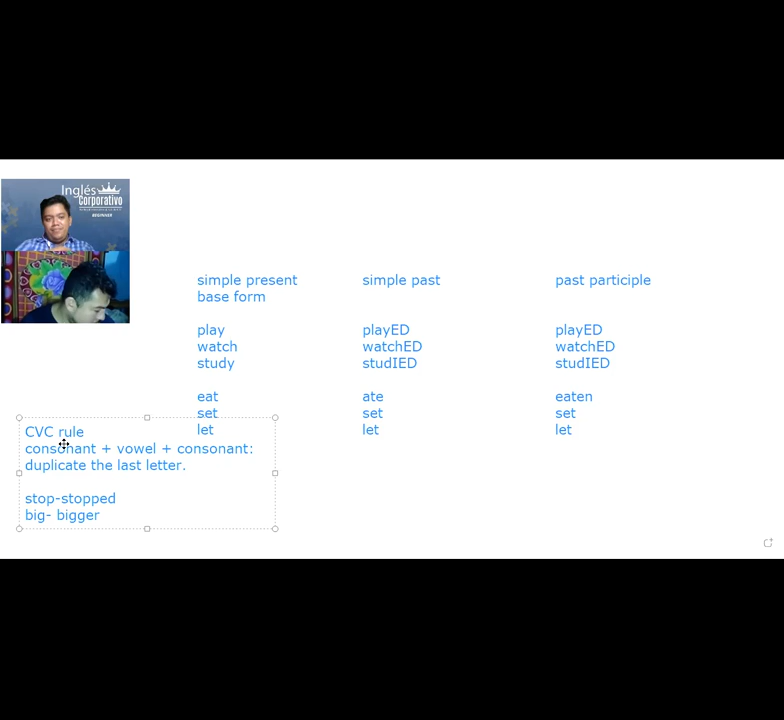 Inglés
Corporativo
BEGINNER
simple present
base form
play
watch
study
eat
set
let
simple past
playED
watchED
studIED
ate
set
let
past participle
playED
watchED
studIED
eaten
set
let
CVC rule
consonant + vowel + consonant:
duplicate the last letter.
stop-stopped
big- bigger